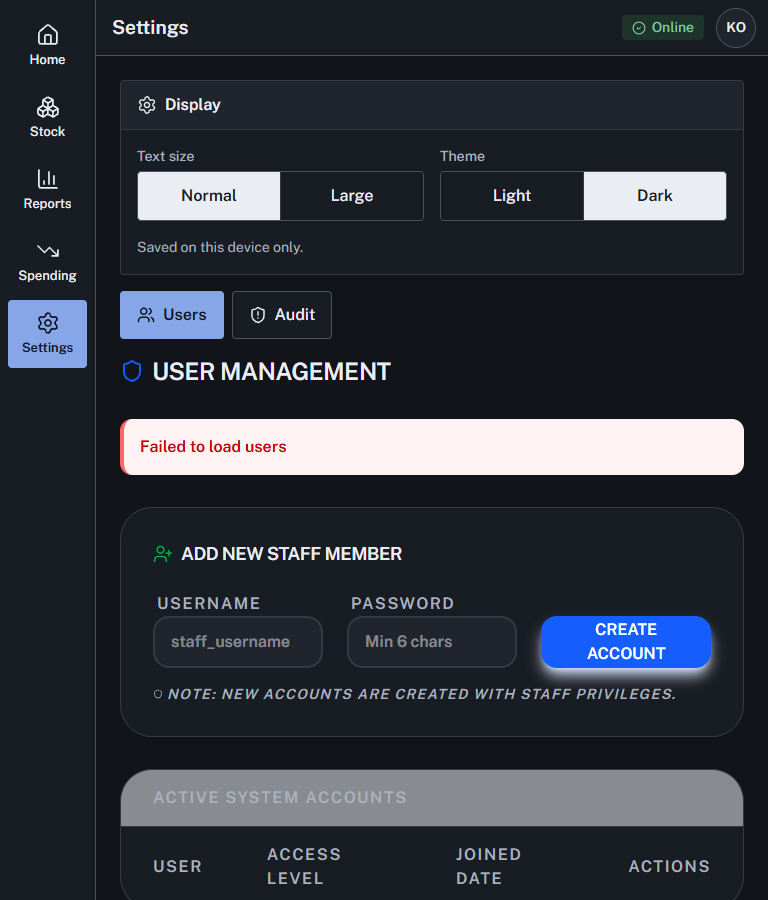 Settings
Online
KO
Home
Stock
Reports
Spending
Settings
Display
Text size
Theme
Normal
Large
Light
Dark
Saved on this device only.
Users
Audit
USER MANAGEMENT
Failed to load users
ADD NEW STAFF MEMBER
USERNAME
PASSWORD
staff_username
Min 6 chars
CREATE
ACCOUNT
NOTE: NEW ACCOUNTS ARE CREATED WITH STAFF PRIVILEGES.
ACTIVE SYSTEM ACCOUNTS
USER
ACCESS
LEVEL
JOINED
DATE
ACTIONS